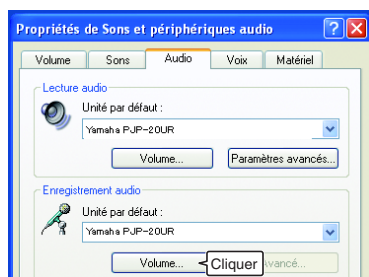 Propriétés de Sons et périphériques audio
Volume Sons Audio Voix Matériel
Lecture audio
Unité par défaut :
Yamaha PJP-20UR
Volume... Paramètres avancés...
Enregistrement audio
Unité par défaut :
Yamaha PJP-20UR
Volume... Cliquer vancé...